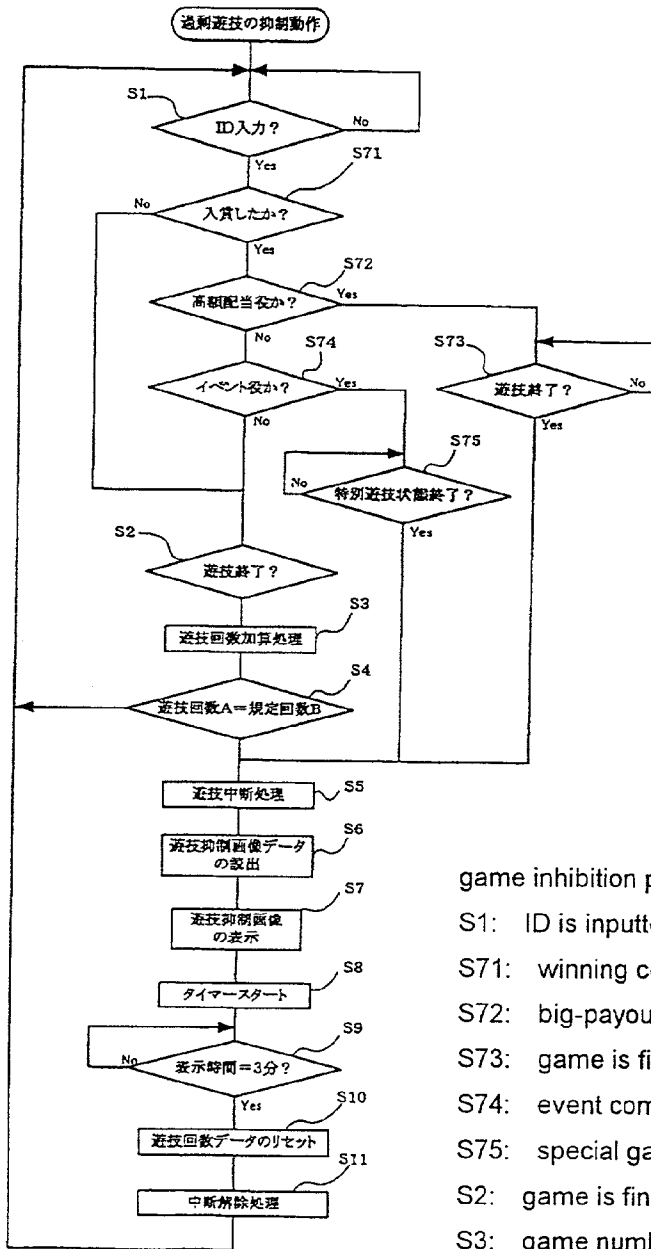 過剰遊技の抑制動作
S1
ID入力？
No
Yes
S71
入賞したか？
No
Yes
S72
高額配当役か？
Yes
No
S73
遊技終了？
No
Yes
S74
イベント役か？
Yes
No
S75
特別遊技状態終了？
No
Yes
S2
遊技終了？
S3
遊技回数加算処理
S4
遊技回数A＝規定回数B
S5
遊技中断処理
S6
遊技抑制画像データ
の読出
S7
遊技抑制画像
の表示
S8
タイマースタート
S9
表示時間＝3分？
No
Yes
S10
遊技回数データのリセット
S11
中断解除処理
game inhibition
S1: ID is
S71: winning
S72:
S73: game is
S74: event
S75: special
S2: game is
S3: game